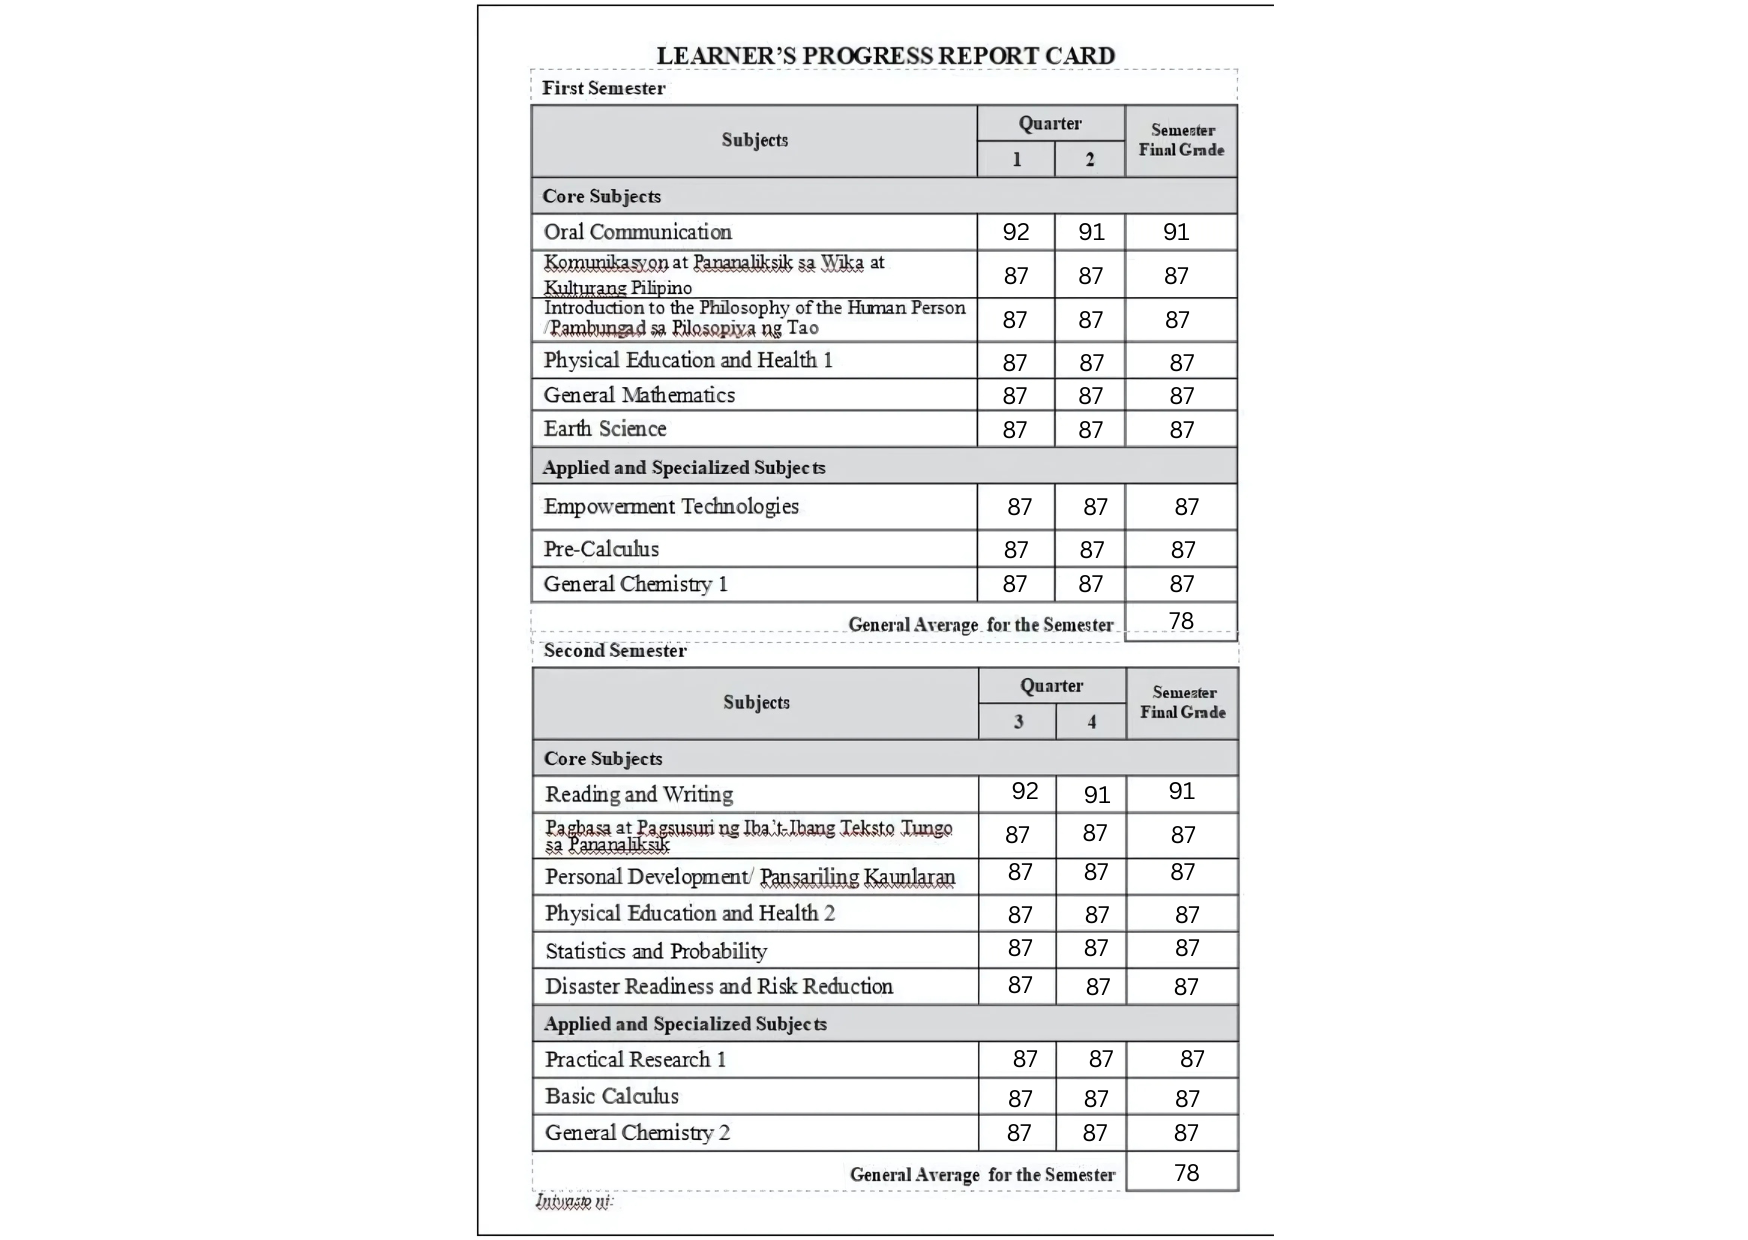 LEARNER'S PROGRESS REPORT CARD
First Semester
Subjects Quarter Semester
Final Grade
1 2
Core Subjects
Oral Communication 92 91 91
Komunikasyon at Pananaliksik sa Wika at
Kulturang Pilipino 87 87 87
Introduction to the Philosophy of the Human Person
/Pambungad sa Pilosopiya ng Tao 87 87 87
Physical Education and Health 1 87 87 87
General Mathematics 87 87 87
Earth Science 87 87 87
Applied and Specialized Subjects
Empowerment Technologies 87 87 87
Pre-Calculus 87 87 87
General Chemistry 1 87 87 87
General Average for the Semester 78
Second Semester
Subjects Quarter Semester
Final Grade
3 4
Core Subjects
Reading and Writing 92 91 91
Pagbasa at Pagsusuri ng Iba't-Ibang Teksto Tungo
sa Pananaliksik 87 87 87
Personal Development/ Pansariling Kaunlaran 87 87 87
Physical Education and Health 2 87 87 87
Statistics and Probability 87 87 87
Disaster Readiness and Risk Reduction 87 87 87
Applied and Specialized Subjects
Practical Research 1 87 87 87
Basic Calculus 87 87 87
General Chemistry 2 87 87 87
General Average for the Semester 78
Iniwasto ni: